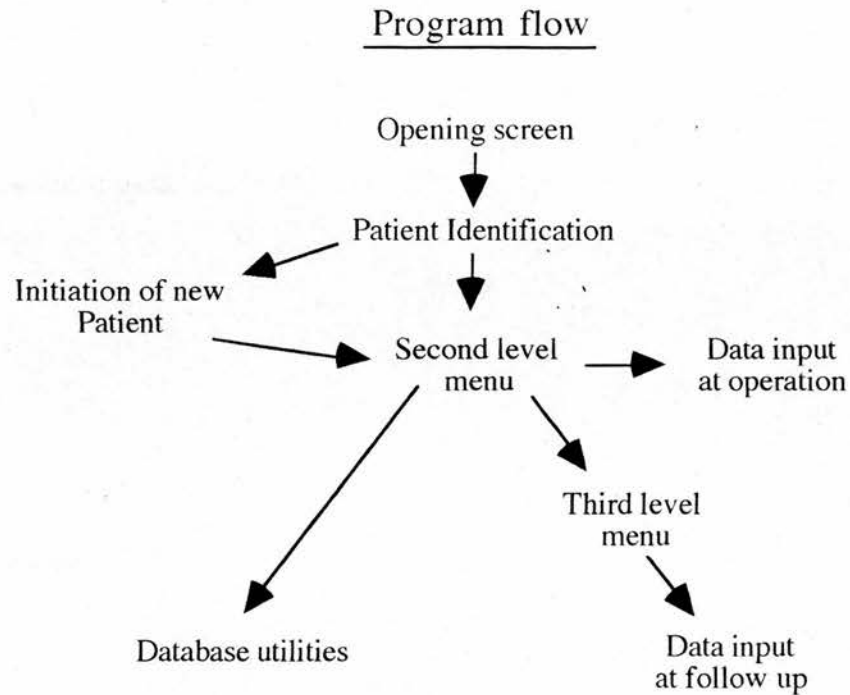 Program flow
Opening screen
Patient Identification
Initiation of new
Patient
Second level
menu
Data input
at operation
Third level
menu
Database utilities
Data input
at follow up